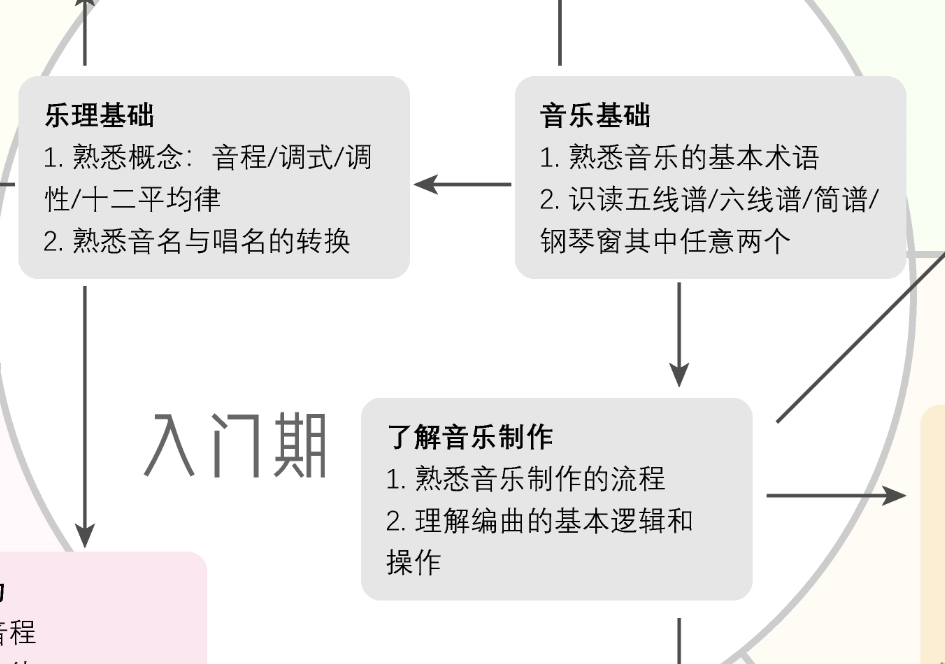 乐理基础
1. 熟悉概念：音程/调式/调
性/十二平均律
2. 熟悉音名与唱名的转换
音乐基础
1. 熟悉音乐的基本术语
2. 识读五线谱/六线谱/简谱/
钢琴窗其中任意两个
入门期
了解音乐制作
1. 熟悉音乐制作的流程
2. 理解编曲的基本逻辑和
操作
音程